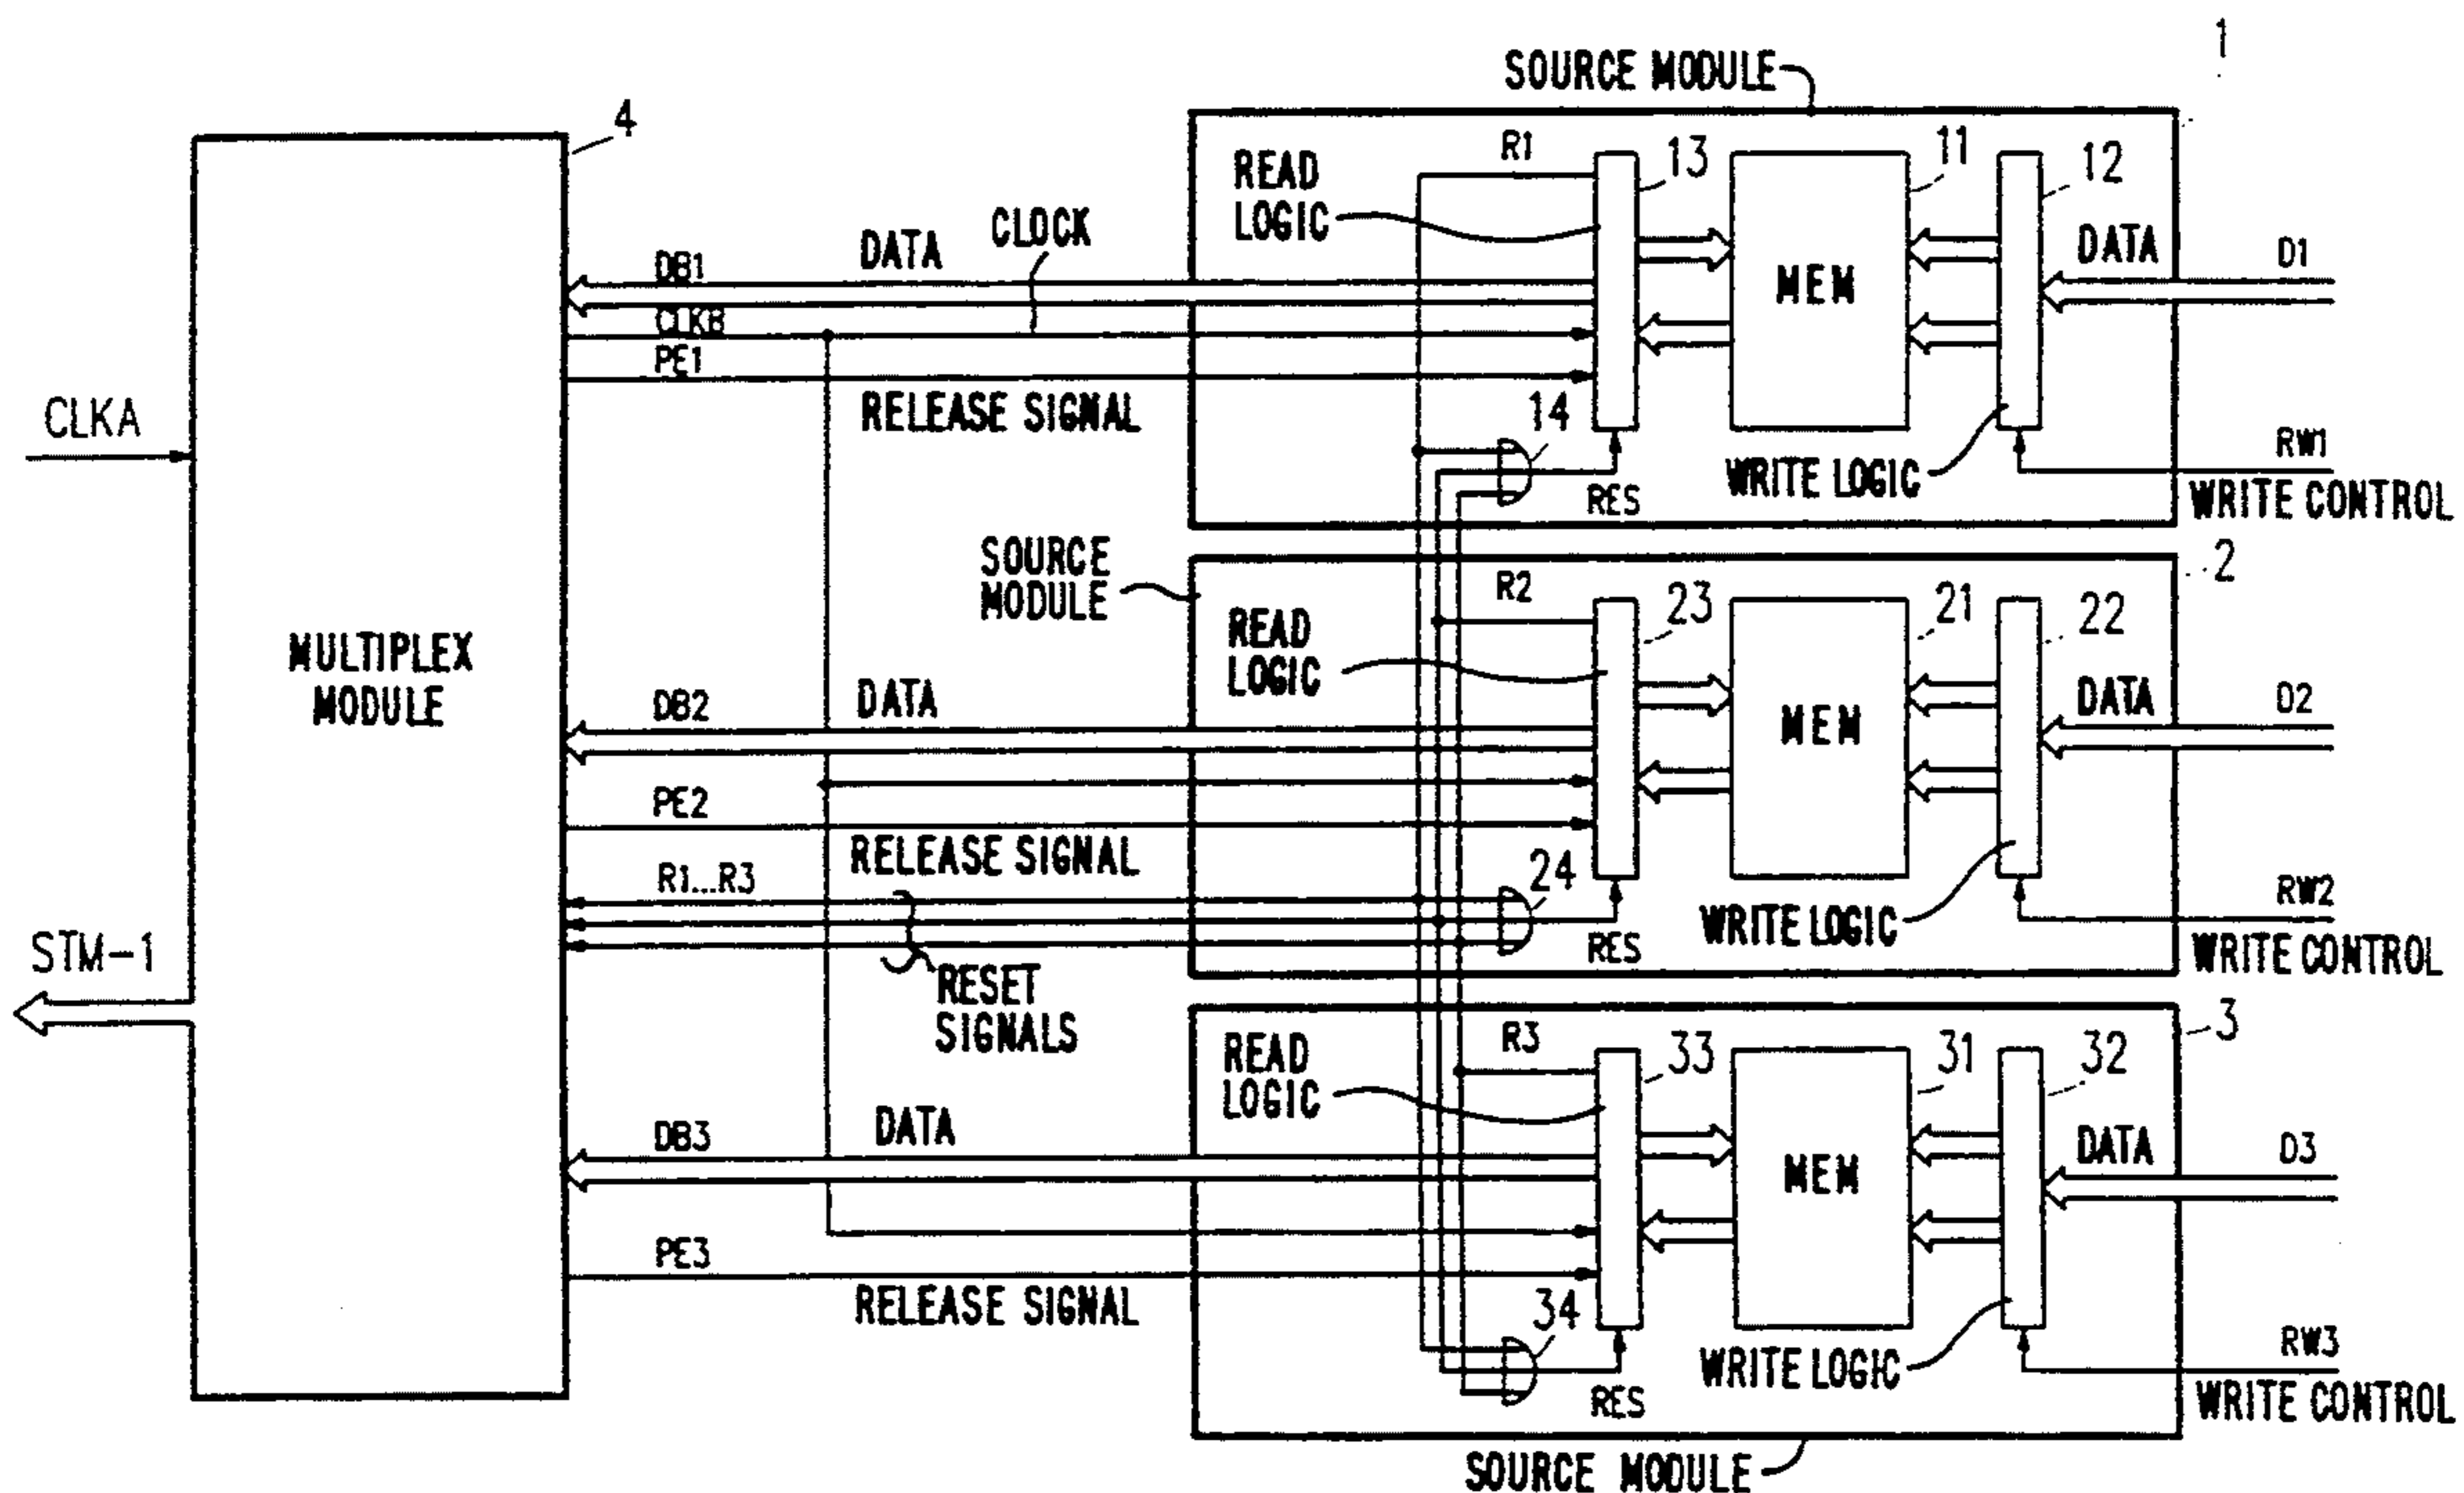 1
SOURCE MODULE
4
R1
READ
LOGIC
13
11
12
CLOCK
DATA
DB1
MEM
DATA
D1
CLKB
PE1
CLKA
RELEASE SIGNAL
14
RW1
WRITE LOGIC
RES
WRITE CONTROL
SOURCE
MODULE
2
R2
READ
LOGIC
23
21
22
MULTIPLEX
MODULE
DB2
DATA
MEM
DATA
D2
PE2
RELEASE SIGNAL
24
R1...R3
RW2
WRITE LOGIC
STM-1
RES
WRITE CONTROL
RESET
SIGNALS
3
R3
READ
LOGIC
33
31
32
DB3
DATA
MEM
DATA
D3
PE3
RELEASE SIGNAL
34
RW3
WRITE LOGIC
RES
WRITE CONTROL
SOURCE MODULE